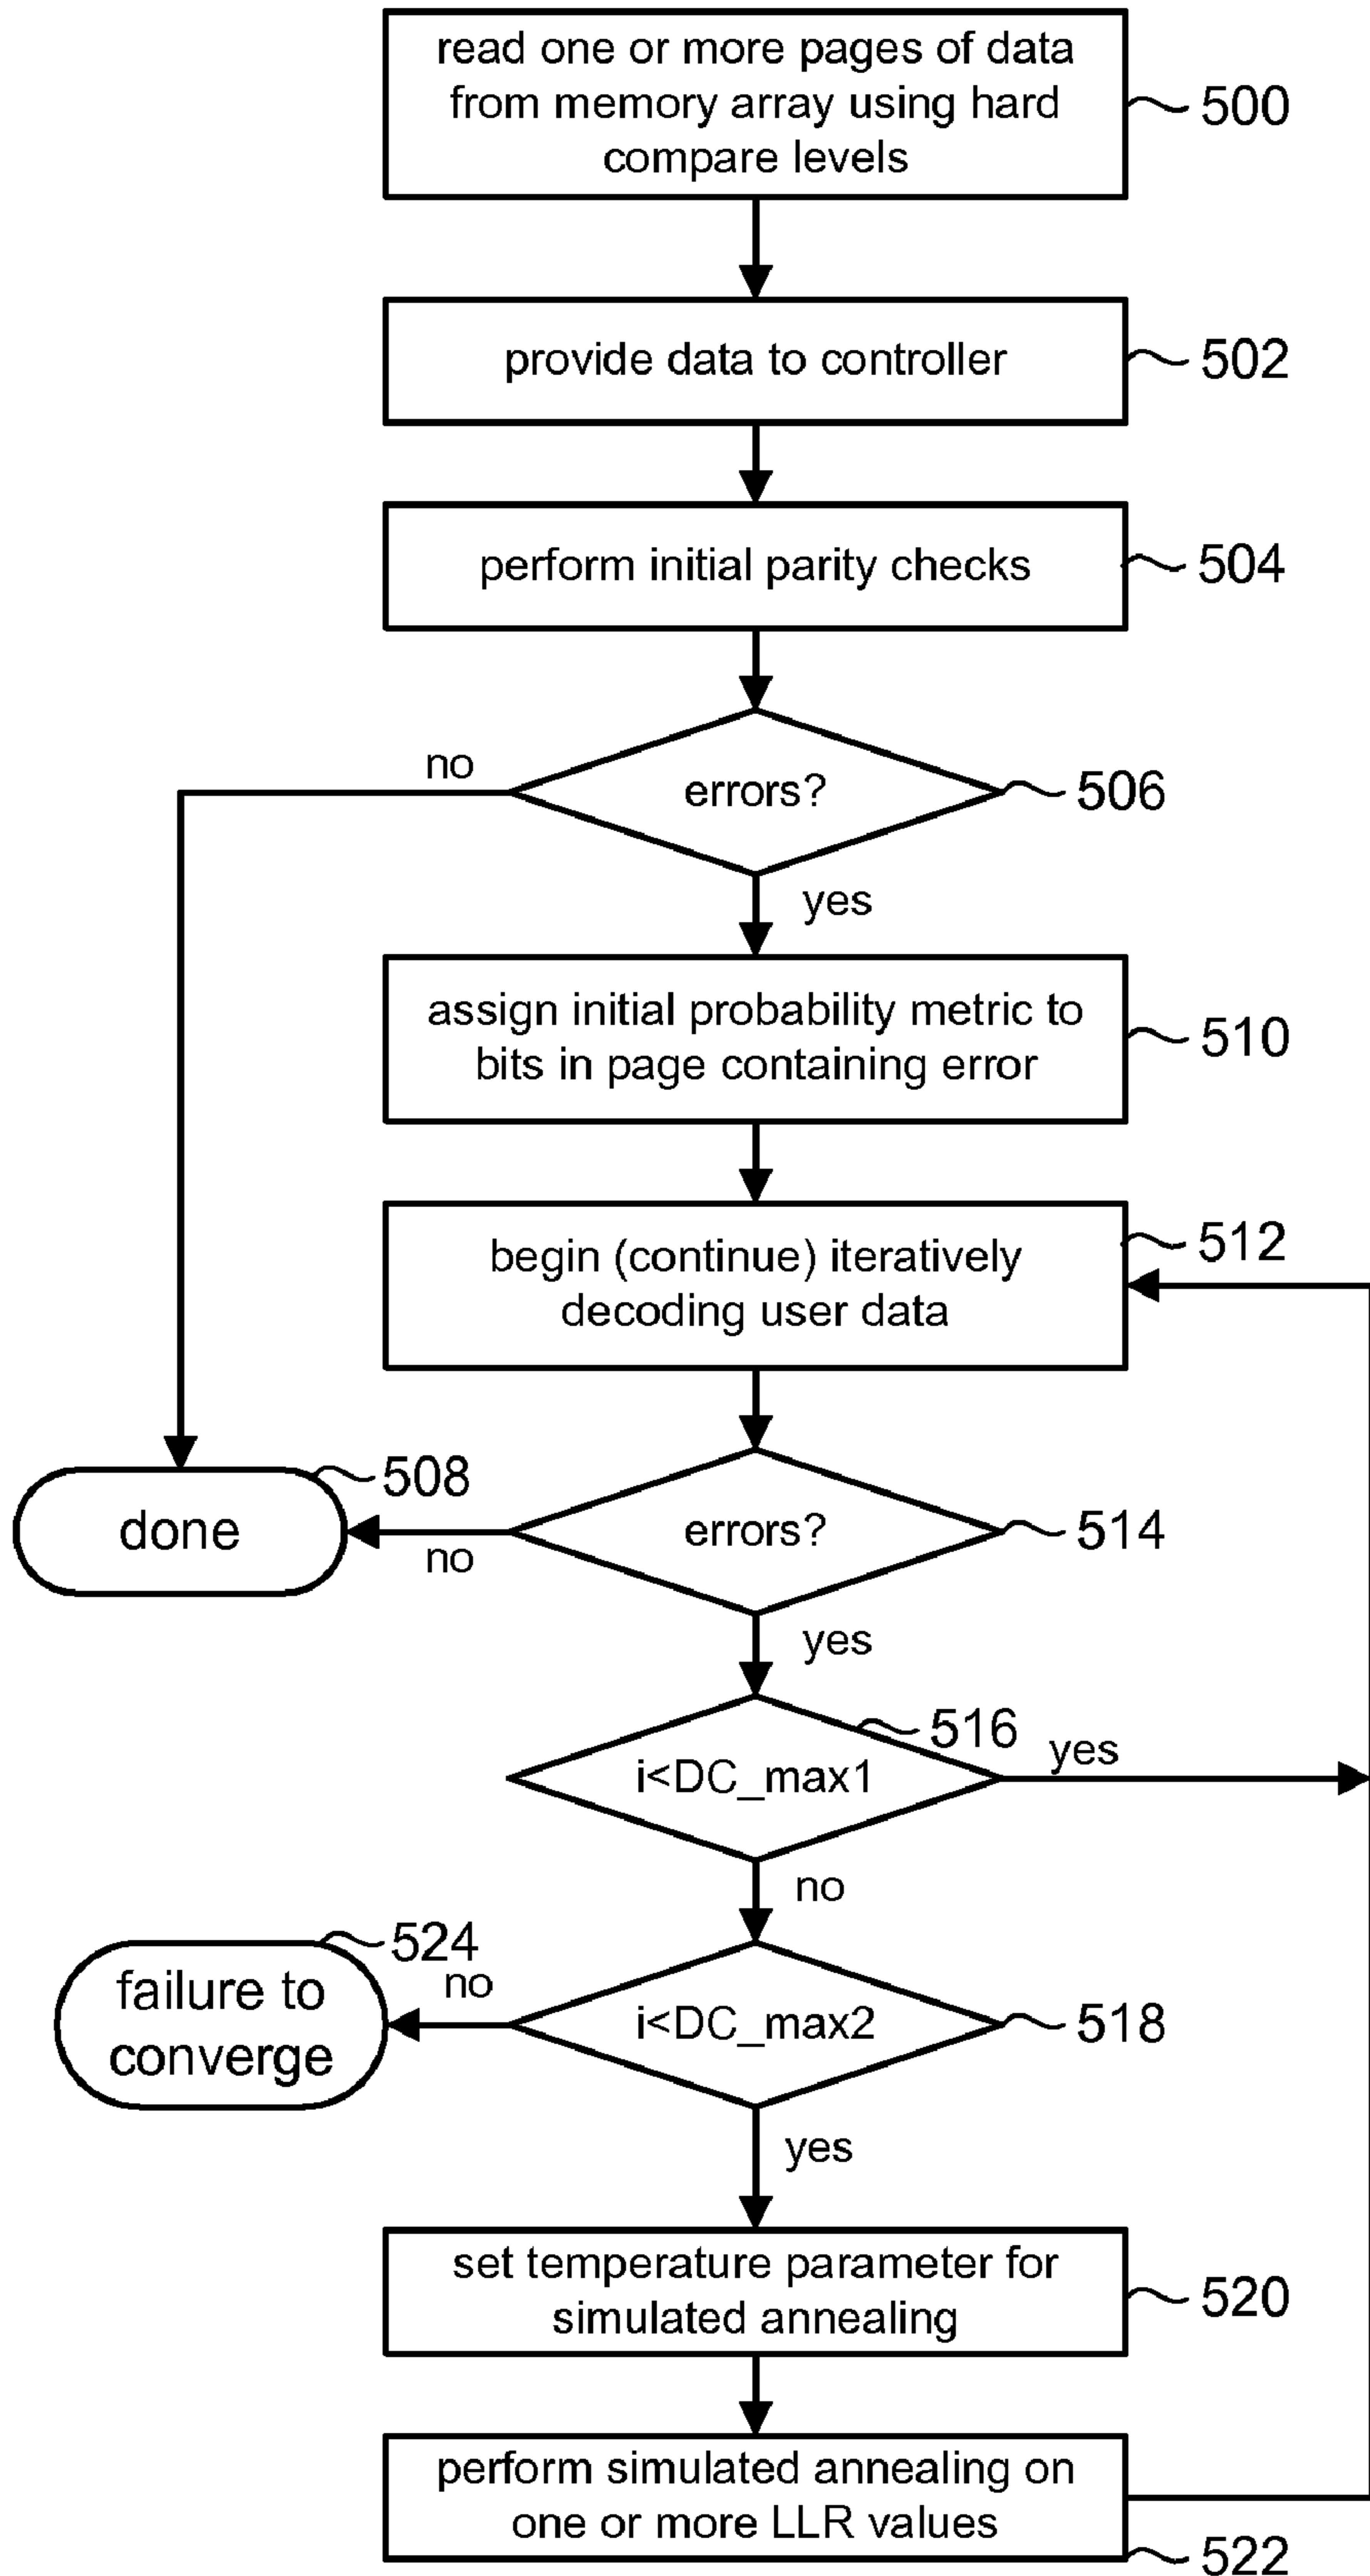 read one or more pages of data
from memory array using hard
compare levels
500
provide data to controller
502
perform initial parity checks
504
no
errors?
506
yes
assign initial probability metric to
bits in page containing error
510
begin (continue) iteratively
decoding user data
512
508
done
no
errors?
514
yes
516
i<DC_max1
yes
no
524
failure to
converge
no
i<DC_max2
518
yes
set temperature parameter for
simulated annealing
520
perform simulated annealing on
one or more LLR values
522